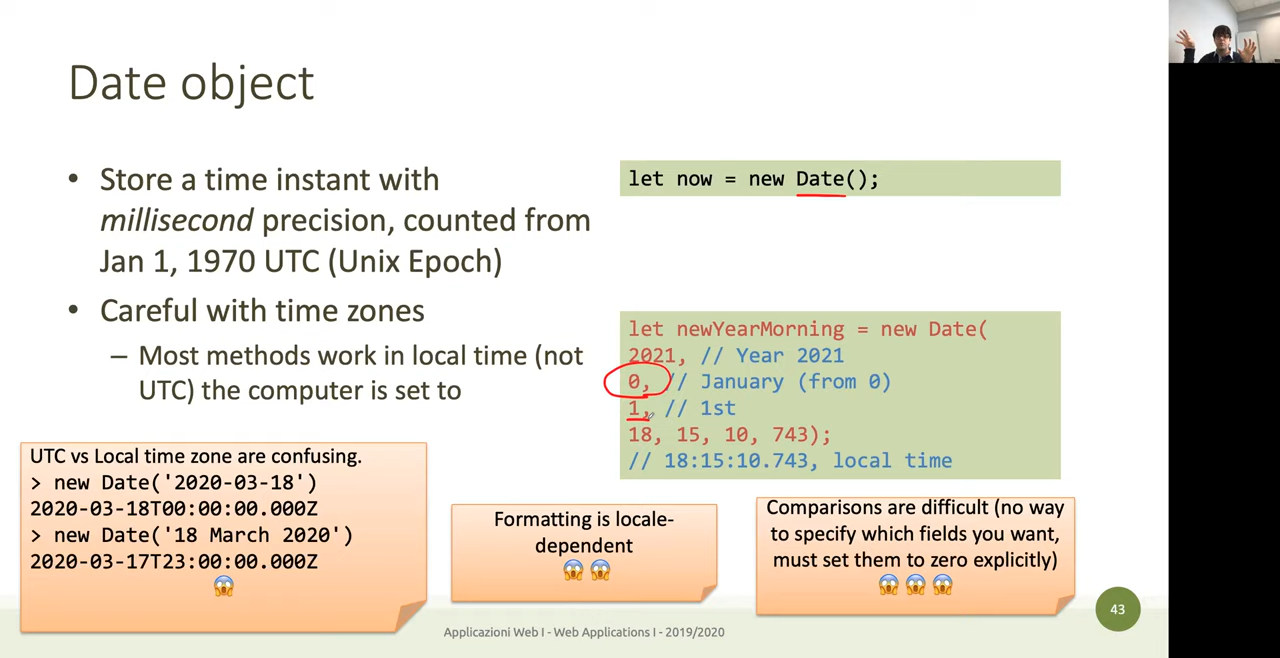 Date object
• Store a time instant with
millisecond precision, counted from
Jan 1, 1970 UTC (Unix Epoch)
• Careful with time zones
– Most methods work in local time (not
UTC) the computer is set to
let now = new Date();
let newYearMorning = new Date(
2021, // Year 2021
0, // January (from 0)
1, // 1st
18, 15, 10, 743);
// 18:15:10.743, local time
UTC vs Local time zone are confusing.
> new Date('2020-03-18')
2020-03-18T00:00:00.000Z
> new Date('18 March 2020')
2020-03-17T23:00:00.000Z
😱
Formatting is locale-
dependent
😱 😱
Comparisons are difficult (no way
to specify which fields you want,
must set them to zero explicitly)
😱 😱 😱
Applicazioni Web I - Web Applications I - 2019/2020
43